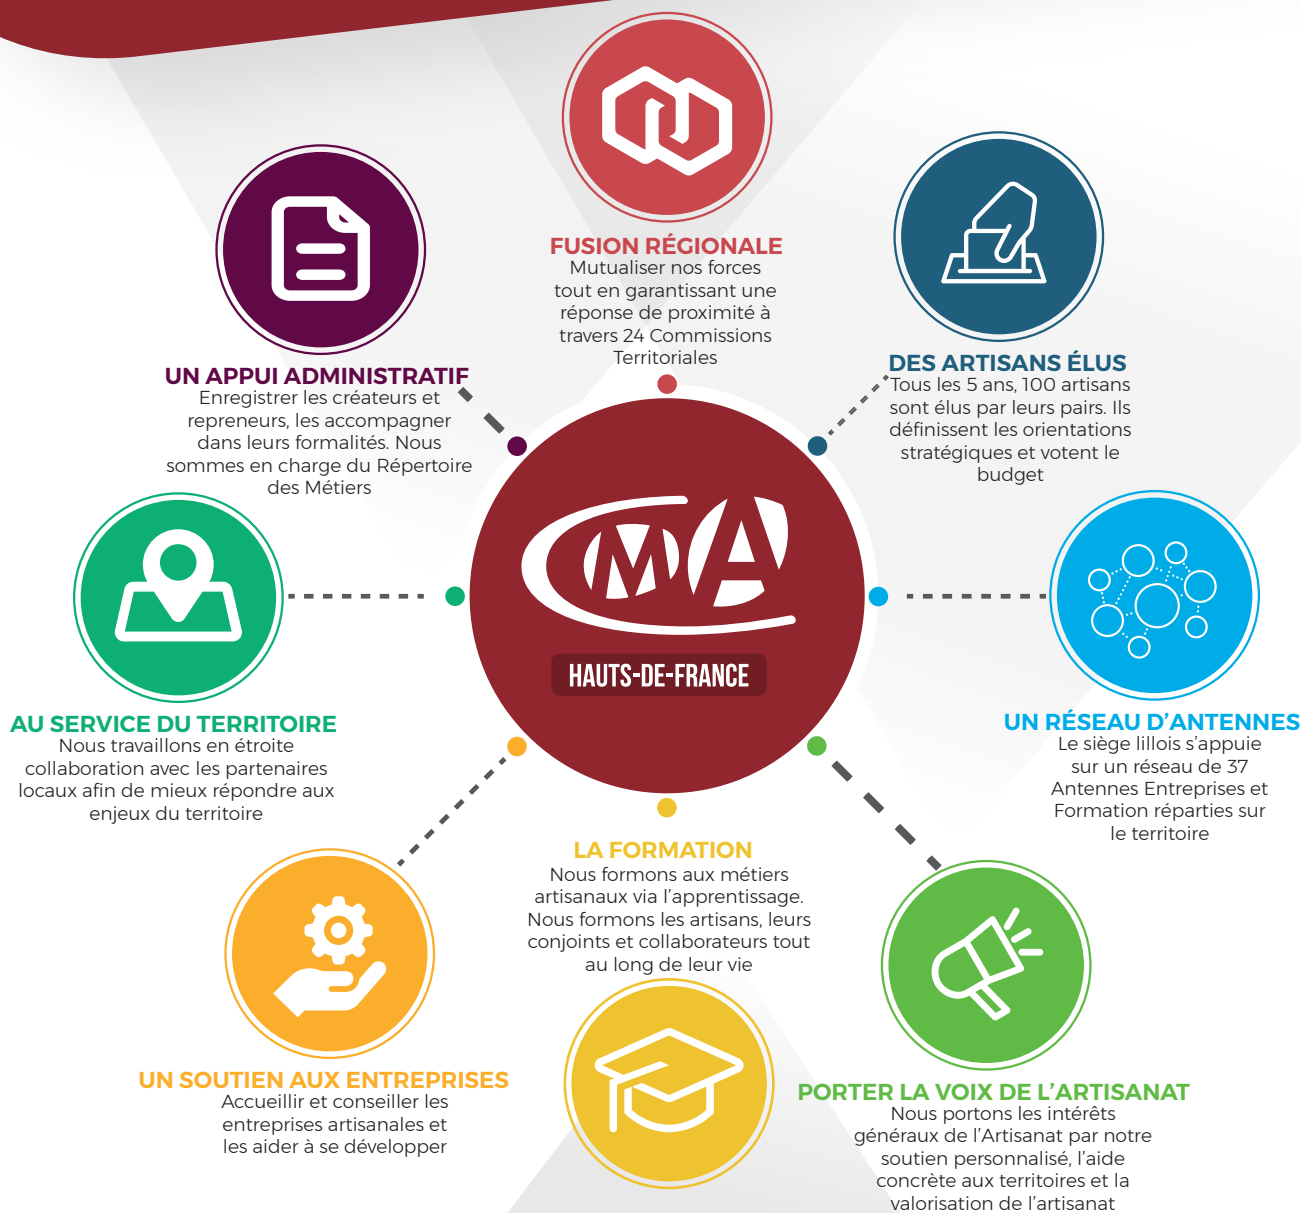 FUSION RÉGIONALE
Mutualiser nos forces
tout en garantissant une
réponse de proximité à
travers 24 Commissions
Territoriales
DES ARTISANS ÉLUS
Tous les 5 ans, 100 artisans
sont élus par leurs pairs. Ils
définissent les orientations
stratégiques et votent le
budget
UN APPUI ADMINISTRATIF
Enregistrer les créateurs et
repreneurs, les accompagner
dans leurs formalités. Nous
sommes en charge du Répertoire
des Métiers
CMA
HAUTS-DE-FRANCE
UN RÉSEAU D’ANTENNES
Le siège lillois s’appuie
sur un réseau de 37
Antennes Entreprises et
Formation réparties sur
le territoire
AU SERVICE DU TERRITOIRE
Nous travaillons en étroite
collaboration avec les partenaires
locaux afin de mieux répondre aux
enjeux du territoire
LA FORMATION
Nous formons aux métiers
artisanaux via l’apprentissage.
Nous formons les artisans, leurs
conjoints et collaborateurs tout
au long de leur vie
UN SOUTIEN AUX ENTREPRISES
Accueillir et conseiller les
entreprises artisanales et
les aider à se développer
PORTER LA VOIX DE L’ARTISANAT
Nous portons les intérêts
généraux de l’Artisanat par notre
soutien personnalisé, l’aide
concrète aux territoires et la
valorisation de l’artisanat